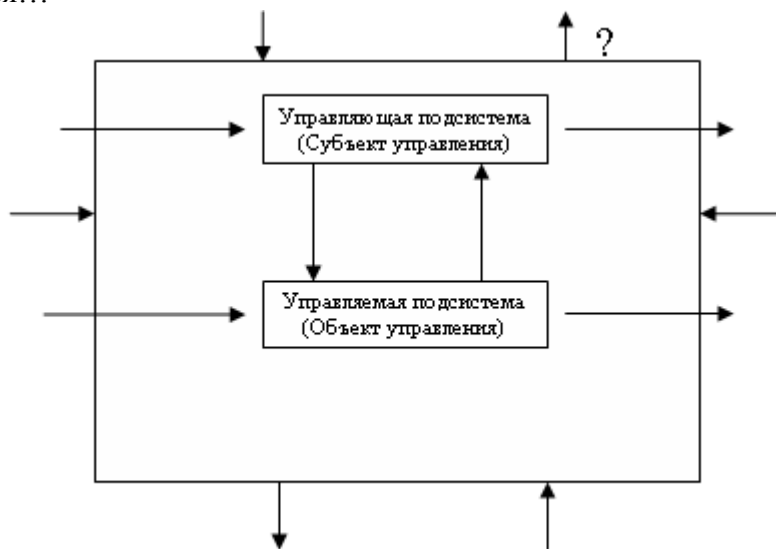 ?
Управляющая подсистема
(Субъект управления)
Управляемая подсистема
(Объект управления)